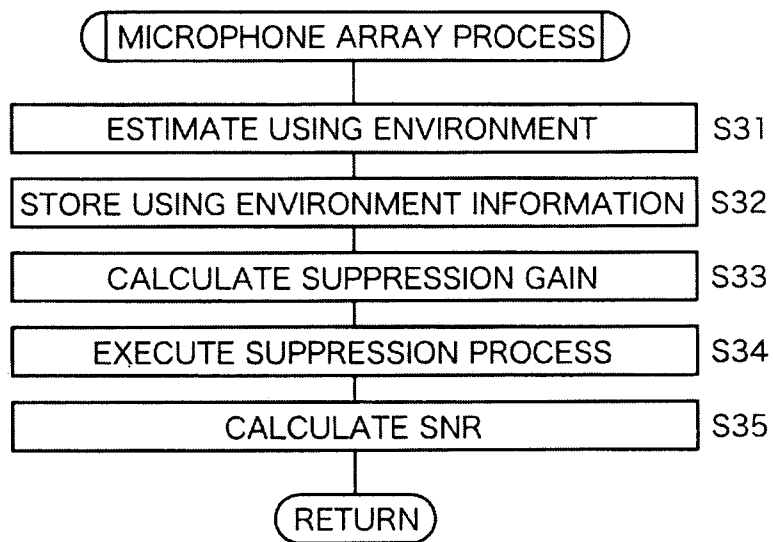 MICROPHONE ARRAY PROCESS
ESTIMATE USING ENVIRONMENT S31
STORE USING ENVIRONMENT INFORMATION S32
CALCULATE SUPPRESSION GAIN S33
EXECUTE SUPPRESSION PROCESS S34
CALCULATE SNR S35
RETURN